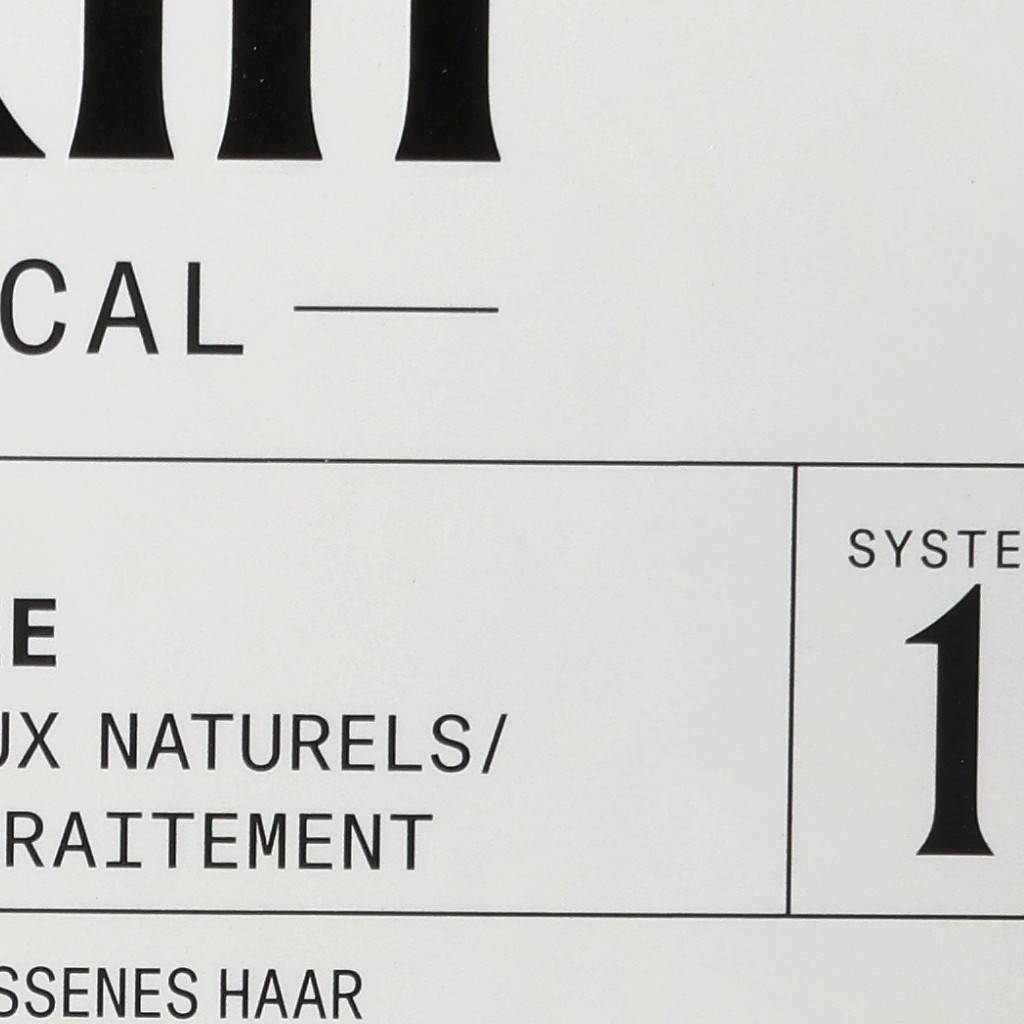 CAL
SYSTE
1
E
UX NATURELS/
RAITEMENT
SSENES HAAR